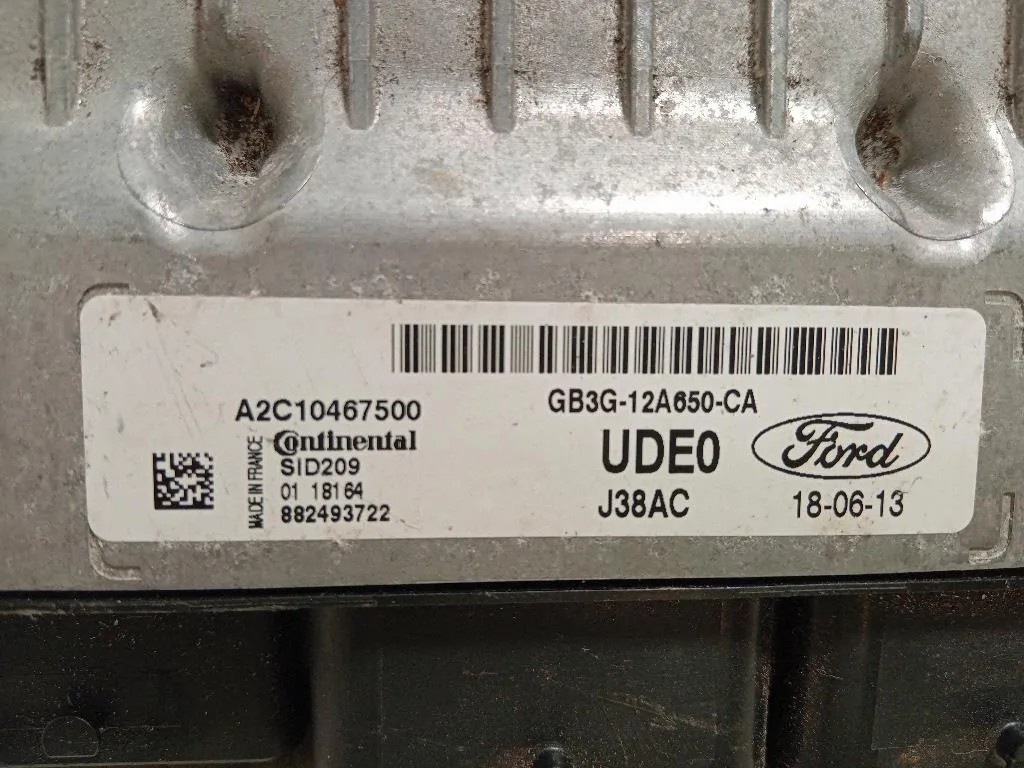 A2C10467500
Continental
MADE IN FRANCE
SID209
01 18164
882493722
GB3G-12A650-CA
UDE0
Ford
J38AC
18-06-13